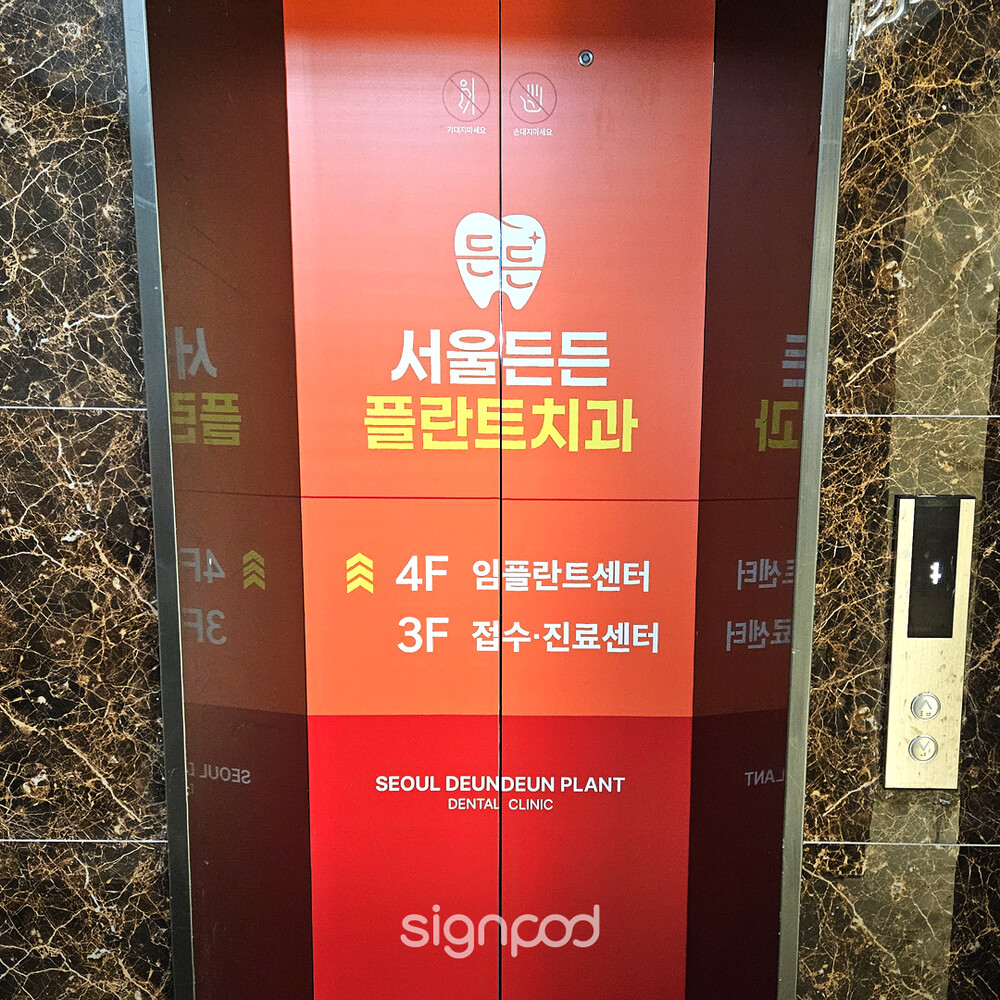 기대지마세요 손대지마세요
든든
서울든든
플란트치과
4F 임플란트센터
3F 접수·진료센터
SEOUL DEUNDEUN PLANT
DENTAL CLINIC
signpod